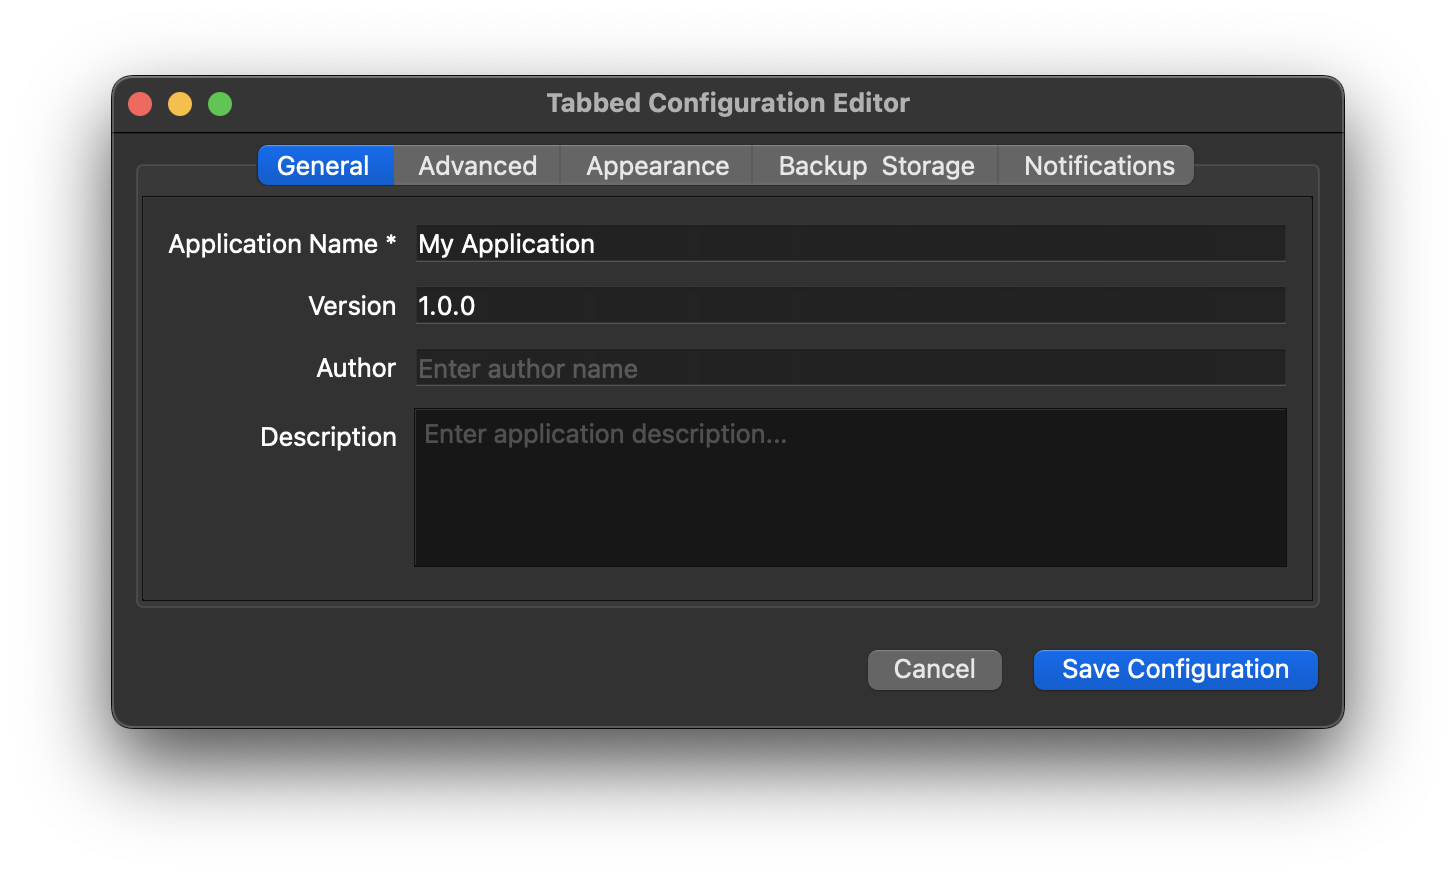 Tabbed Configuration Editor
General Advanced Appearance Backup  Storage Notifications
Application Name * My Application
Version 1.0.0
Author Enter author name
Description Enter application description...
Cancel Save Configuration